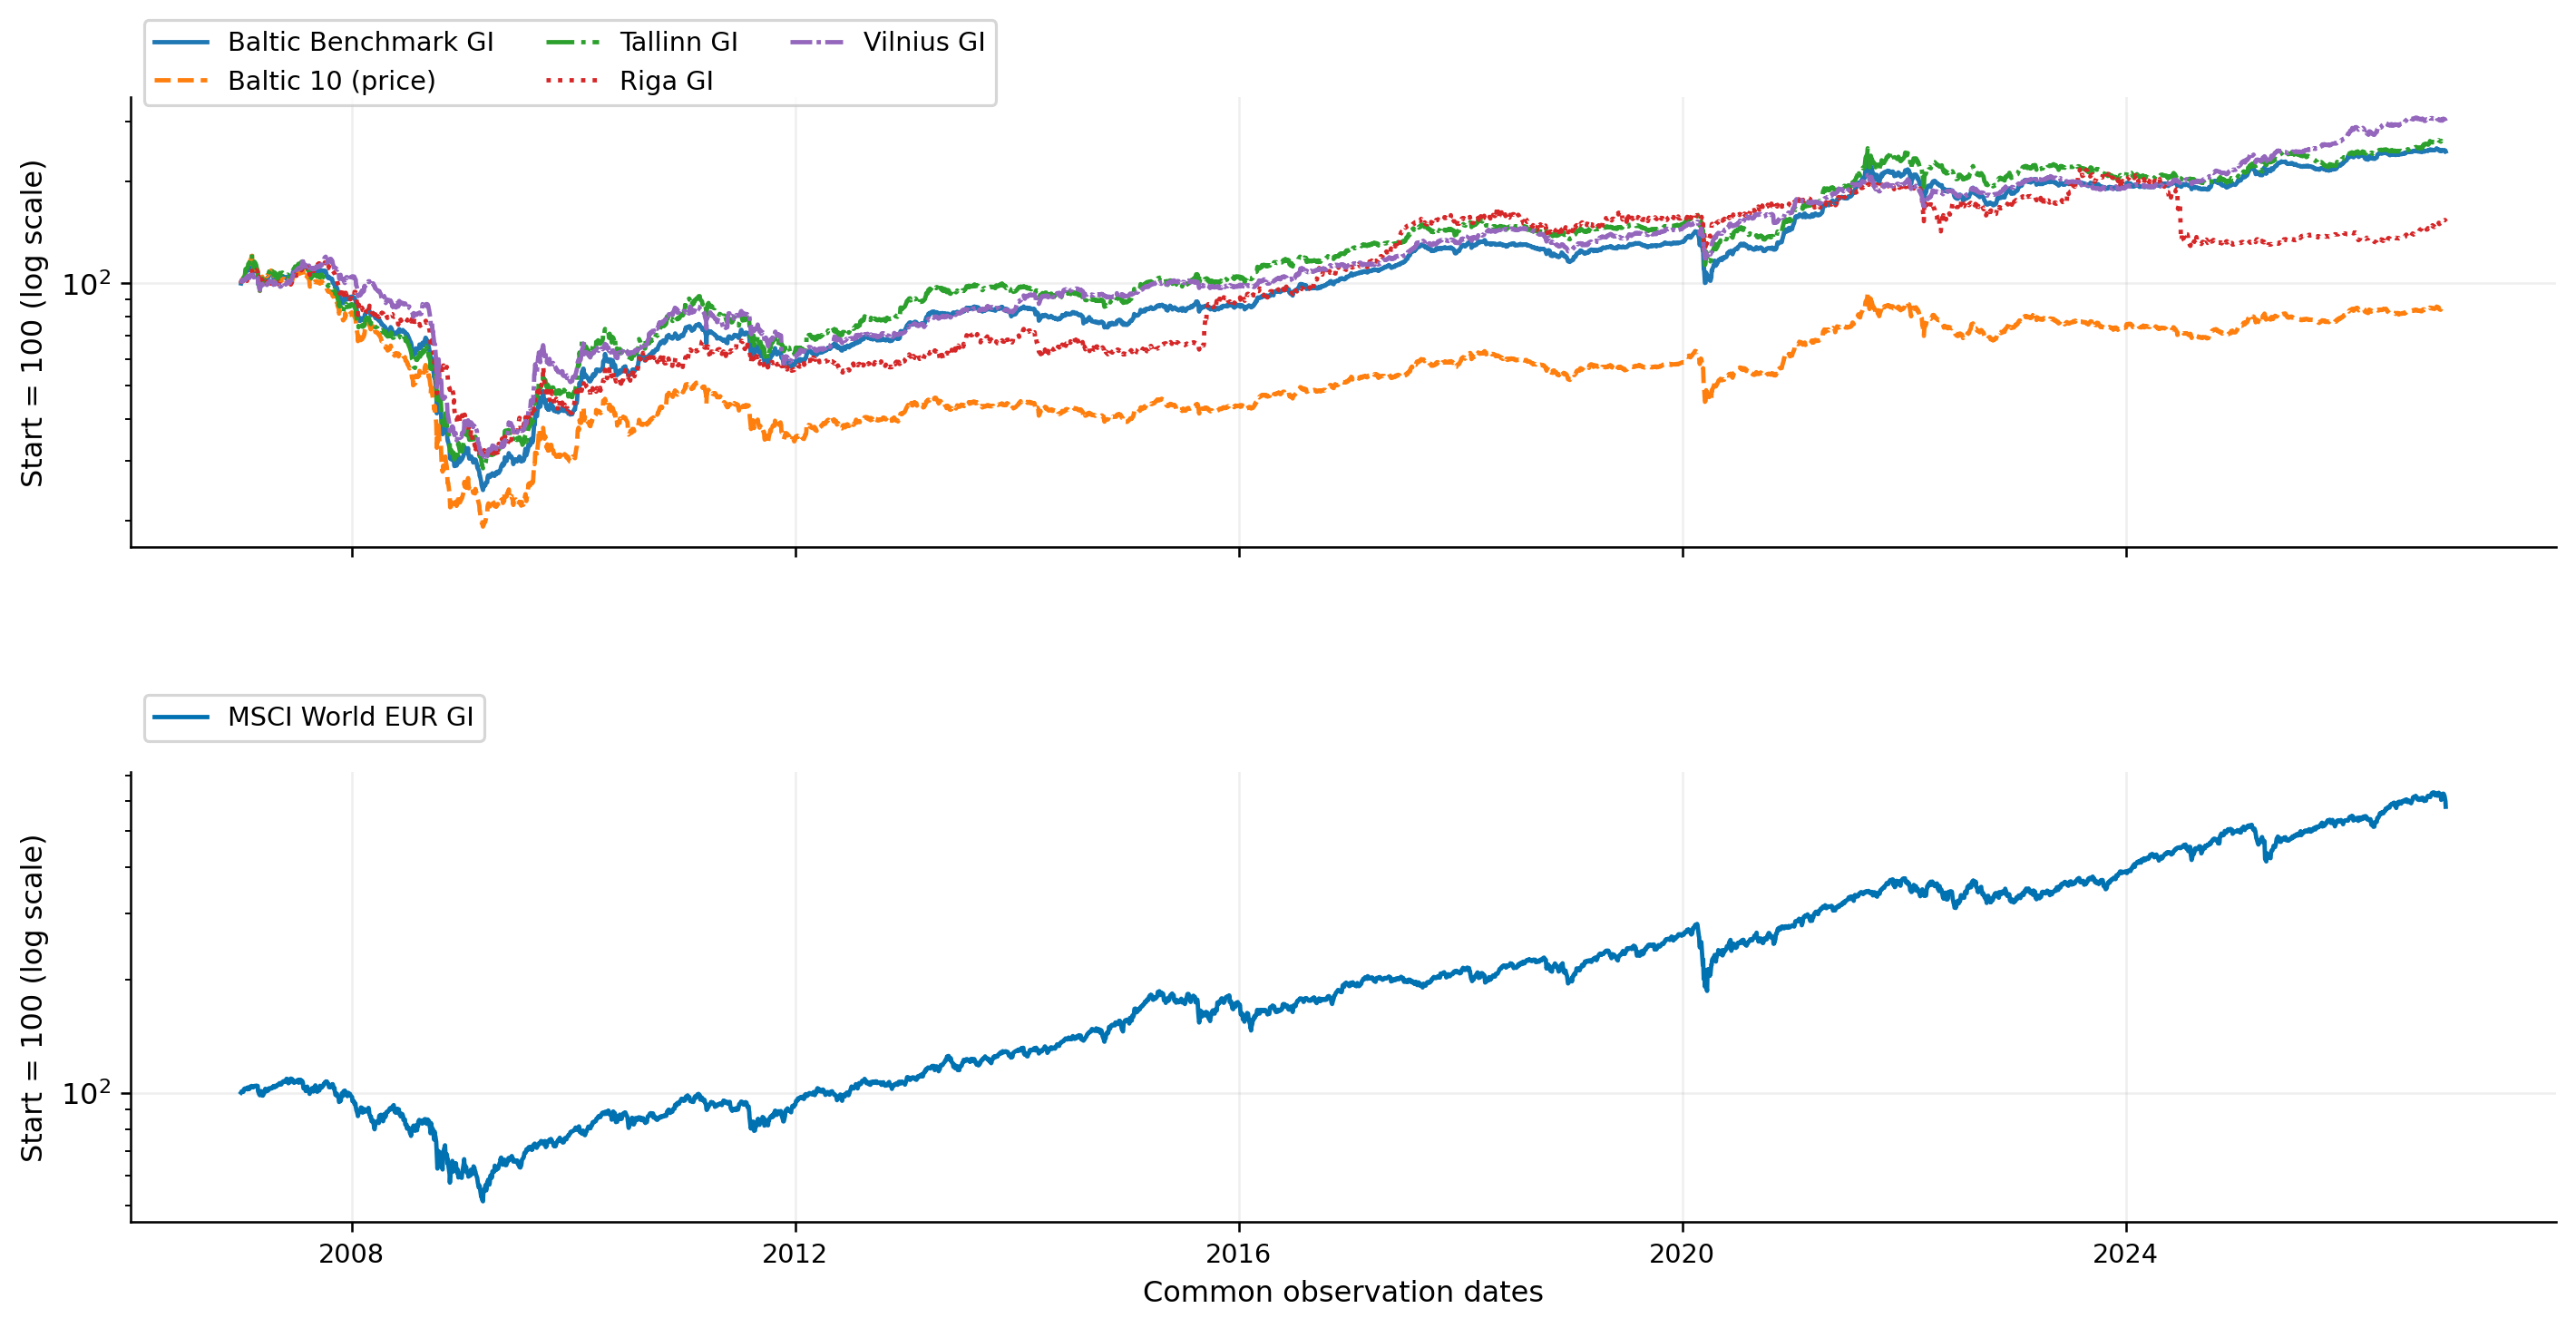 Baltic Benchmark GI
Baltic 10 (price)
Tallinn GI
Riga GI
Vilnius GI
Start = 100 (log scale)
10²
MSCI World EUR GI
Start = 100 (log scale)
10²
2008 2012 2016 2020 2024
Common observation dates